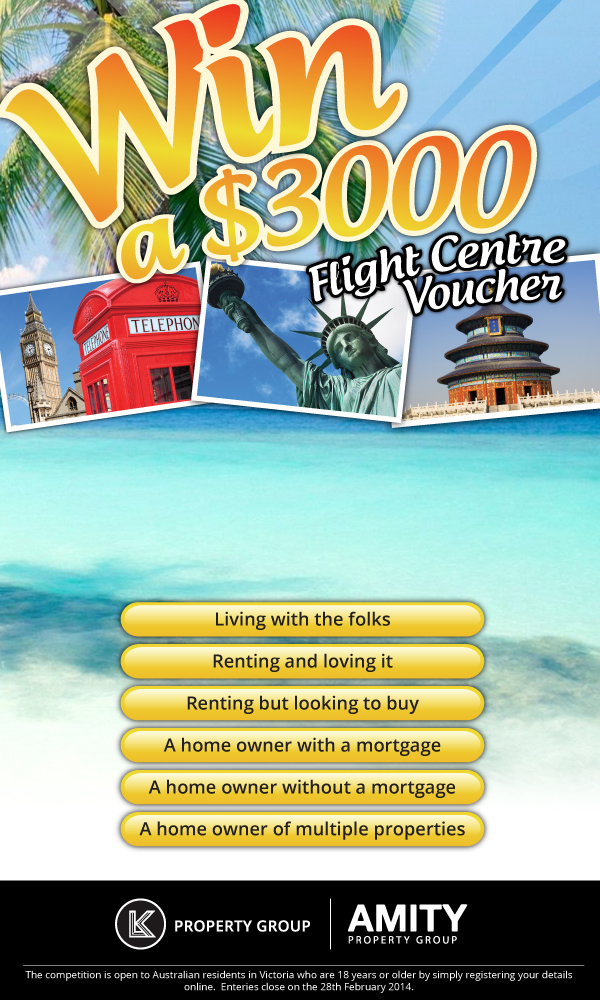 Win
a $3000
Flight Centre
Voucher
TELEPHONE
TELEPHON
Living with the folks
Renting and loving it
Renting but looking to buy
A home owner with a mortgage
A home owner without a mortgage
A home owner of multiple properties
LK PROPERTY GROUP
AMITY
PROPERTY GROUP
The competition is open to Australian residents in Victoria who are 18 years or older by simply registering your details
online. Enteries close on the 28th February 2014.